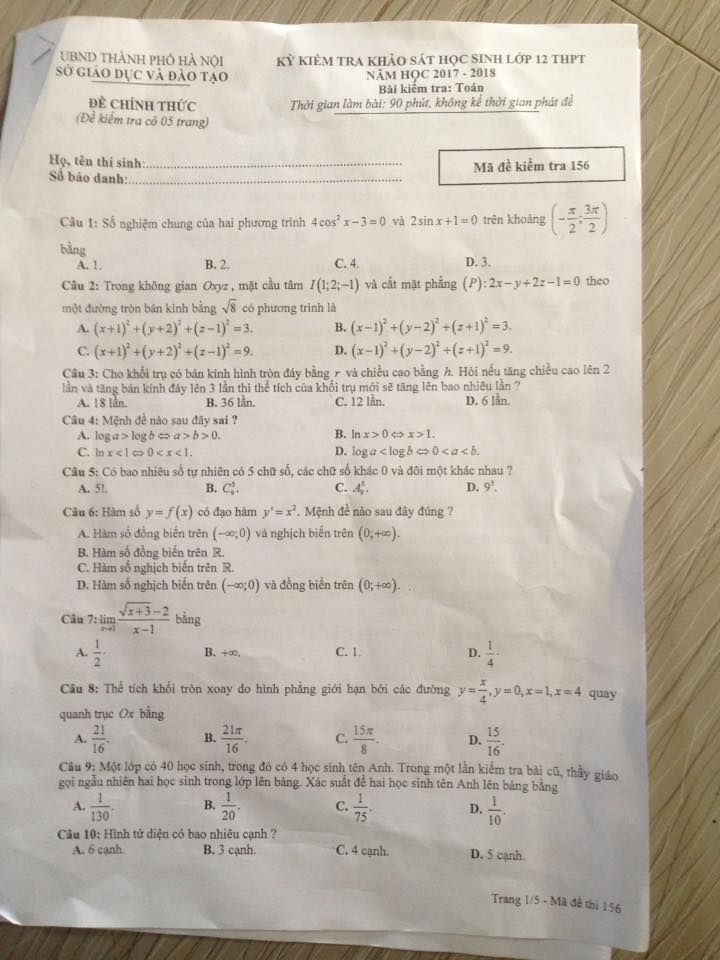 UBND THÀNH PHỐ HÀ NỘI
SỞ GIÁO DỤC VÀ ĐÀO TẠO
ĐỀ CHÍNH THỨC
(Đề kiểm tra có 05 trang)
KỲ KIỂM TRA KHẢO SÁT HỌC SINH LỚP 12 THPT
NĂM HỌC 2017 - 2018
Bài kiểm tra: Toán
Thời gian làm bài: 90 phút, không kể thời gian phát đề
Họ, tên thí sinh:
Số báo danh:
Mã đề kiểm tra 156
Câu 1: Số nghiệm chung của hai phương trình 4cos² x − 3 = 0 và 2sin x + 1 = 0 trên khoảng (−π/2; 3π/2)
bằng
A. 1. B. 2. C. 4. D. 3.
Câu 2: Trong không gian Oxyz, mặt cầu tâm I(1;2;−1) và cắt mặt phẳng (P): 2x − y + 2z − 1 = 0 theo
một đường tròn bán kính bằng √8 có phương trình là
A. (x+1)² + (y+2)² + (z−1)² = 3. B. (x−1)² + (y−2)² + (z+1)² = 3.
C. (x+1)² + (y+2)² + (z−1)² = 9. D. (x−1)² + (y−2)² + (z+1)² = 9.
Câu 3: Cho khối trụ có bán kính hình tròn đáy bằng r và chiều cao bằng h. Hỏi nếu tăng chiều cao lên 2
lần và tăng bán kính đáy lên 3 lần thì thể tích của khối trụ mới sẽ tăng lên bao nhiêu lần ?
A. 18 lần. B. 36 lần. C. 12 lần. D. 6 lần.
Câu 4: Mệnh đề nào sau đây sai ?
A. log a > log b ⇔ a > b > 0. B. ln x > 0 ⇔ x > 1.
C. ln x < 1 ⇔ 0 < x < 1. D. log a < log b ⇔ 0 < a < b.
Câu 5: Có bao nhiêu số tự nhiên có 5 chữ số, các chữ số khác 0 và đôi một khác nhau ?
A. 5!. B. C₉⁵. C. A₉⁵. D. 9⁵.
Câu 6: Hàm số y = f(x) có đạo hàm y' = x². Mệnh đề nào sau đây đúng ?
A. Hàm số đồng biến trên (−∞;0) và nghịch biến trên (0;+∞).
B. Hàm số đồng biến trên ℝ.
C. Hàm số nghịch biến trên ℝ.
D. Hàm số nghịch biến trên (−∞;0) và đồng biến trên (0;+∞).
Câu 7: lim x→1 (√(x+3) − 2)/(x − 1) bằng
A. 1/2. B. +∞. C. 1. D. 1/4.
Câu 8: Thể tích khối tròn xoay do hình phẳng giới hạn bởi các đường y = x/4, y = 0, x = 1, x = 4 quay
quanh trục Ox bằng
A. 21/16. B. 21π/16. C. 15π/8. D. 15/16.
Câu 9: Một lớp có 40 học sinh, trong đó có 4 học sinh tên Anh. Trong một lần kiểm tra bài cũ, thầy giáo
gọi ngẫu nhiên hai học sinh trong lớp lên bảng. Xác suất để hai học sinh tên Anh lên bảng bằng
A. 1/130. B. 1/20. C. 1/75. D. 1/10.
Câu 10: Hình tứ diện có bao nhiêu cạnh ?
A. 6 cạnh. B. 3 cạnh. C. 4 cạnh. D. 5 cạnh.
Trang 1/5 - Mã đề thi 156